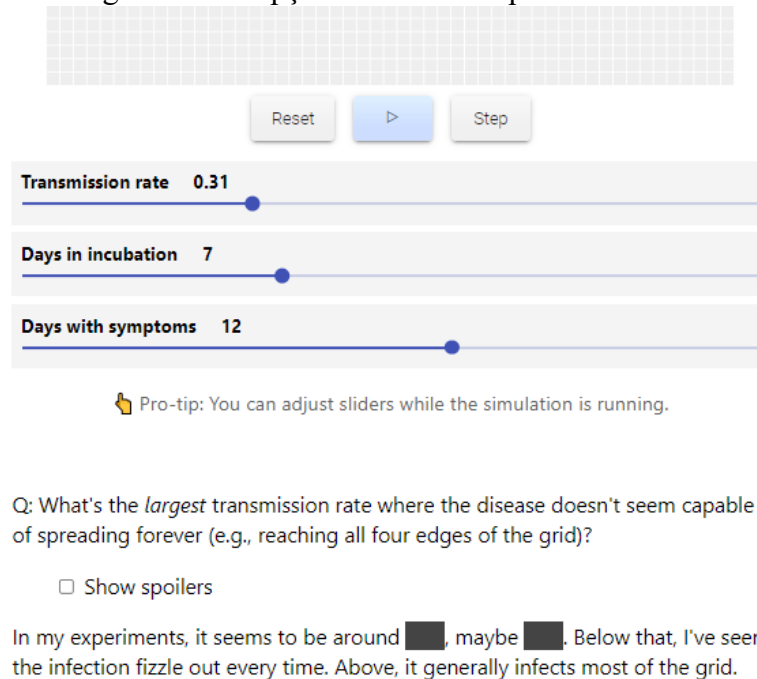 Reset ▷ Step
Transmission rate 0.31
Days in incubation 7
Days with symptoms 12
👆 Pro-tip: You can adjust sliders while the simulation is running.
Q: What's the largest transmission rate where the disease doesn't seem capable
of spreading forever (e.g., reaching all four edges of the grid)?
Show spoilers
In my experiments, it seems to be around , maybe . Below that, I've seen
the infection fizzle out every time. Above, it generally infects most of the grid.